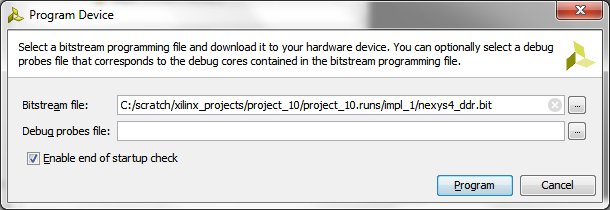 Program Device
Select a bitstream programming file and download it to your hardware device. You can optionally select a debug
probes file that corresponds to the debug cores contained in the bitstream programming file.
Bitstream file: C:/scratch/xilinx_projects/project_10/project_10.runs/impl_1/nexys4_ddr.bit ...
Debug probes file: ...
Enable end of startup check
Program Cancel